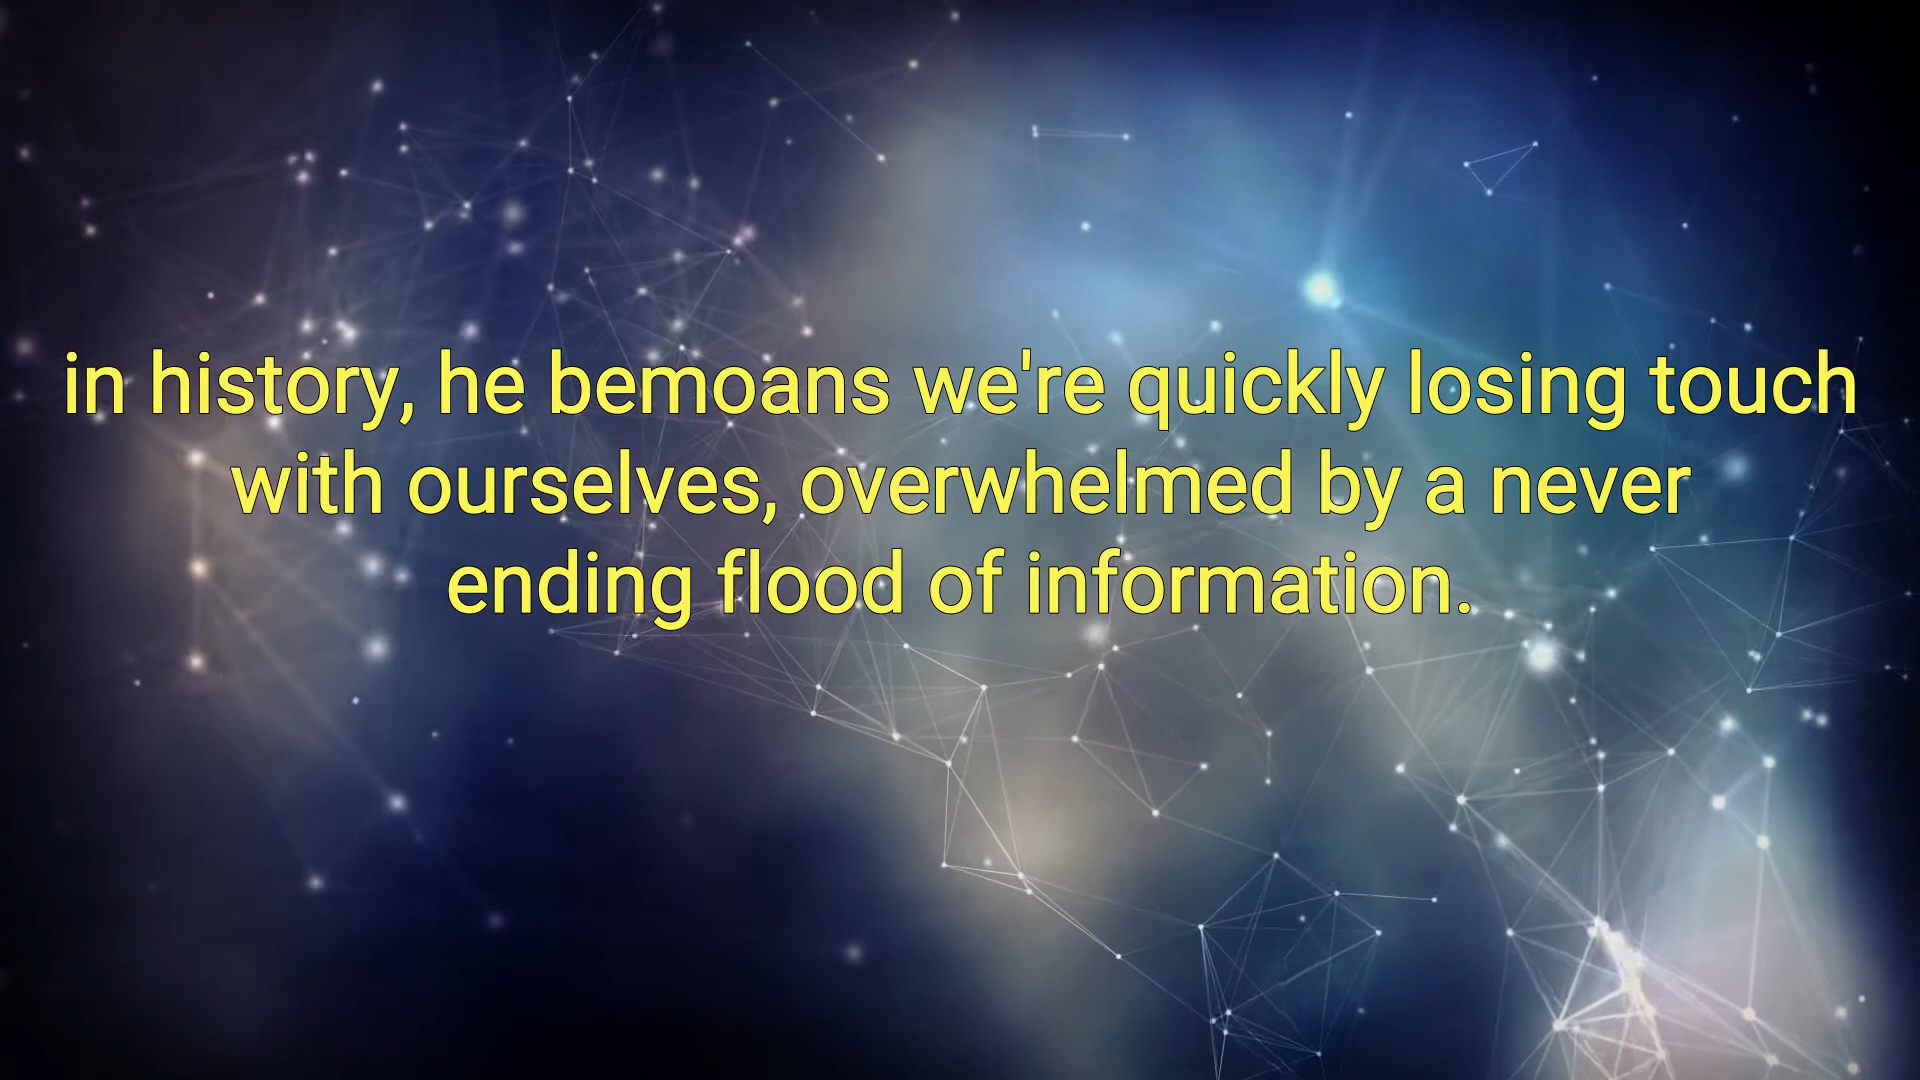 in history, he bemoans we're quickly losing touch
with ourselves, overwhelmed by a never
ending flood of information.